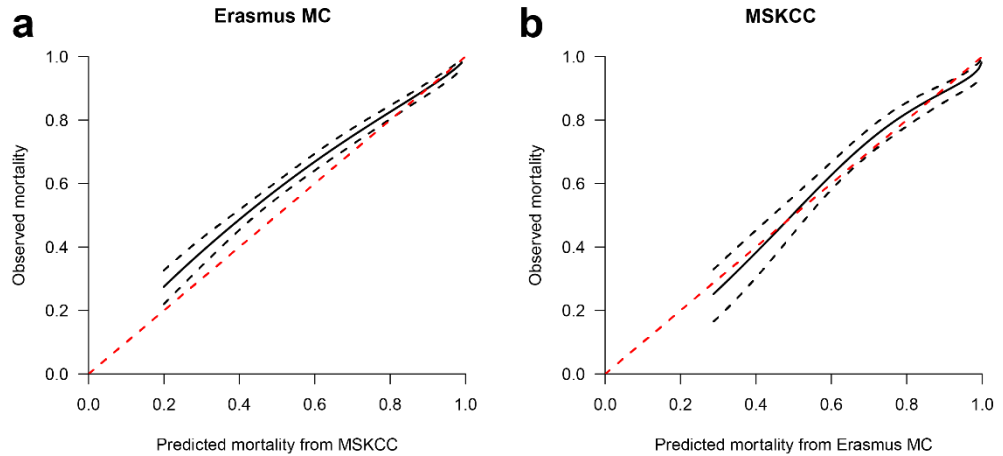 a
Erasmus MC
1.0
0.8
0.6
0.4
0.2
0.0
Observed mortality
0.0 0.2 0.4 0.6 0.8 1.0
Predicted mortality from MSKCC
b
MSKCC
1.0
0.8
0.6
0.4
0.2
0.0
Observed mortality
0.0 0.2 0.4 0.6 0.8 1.0
Predicted mortality from Erasmus MC